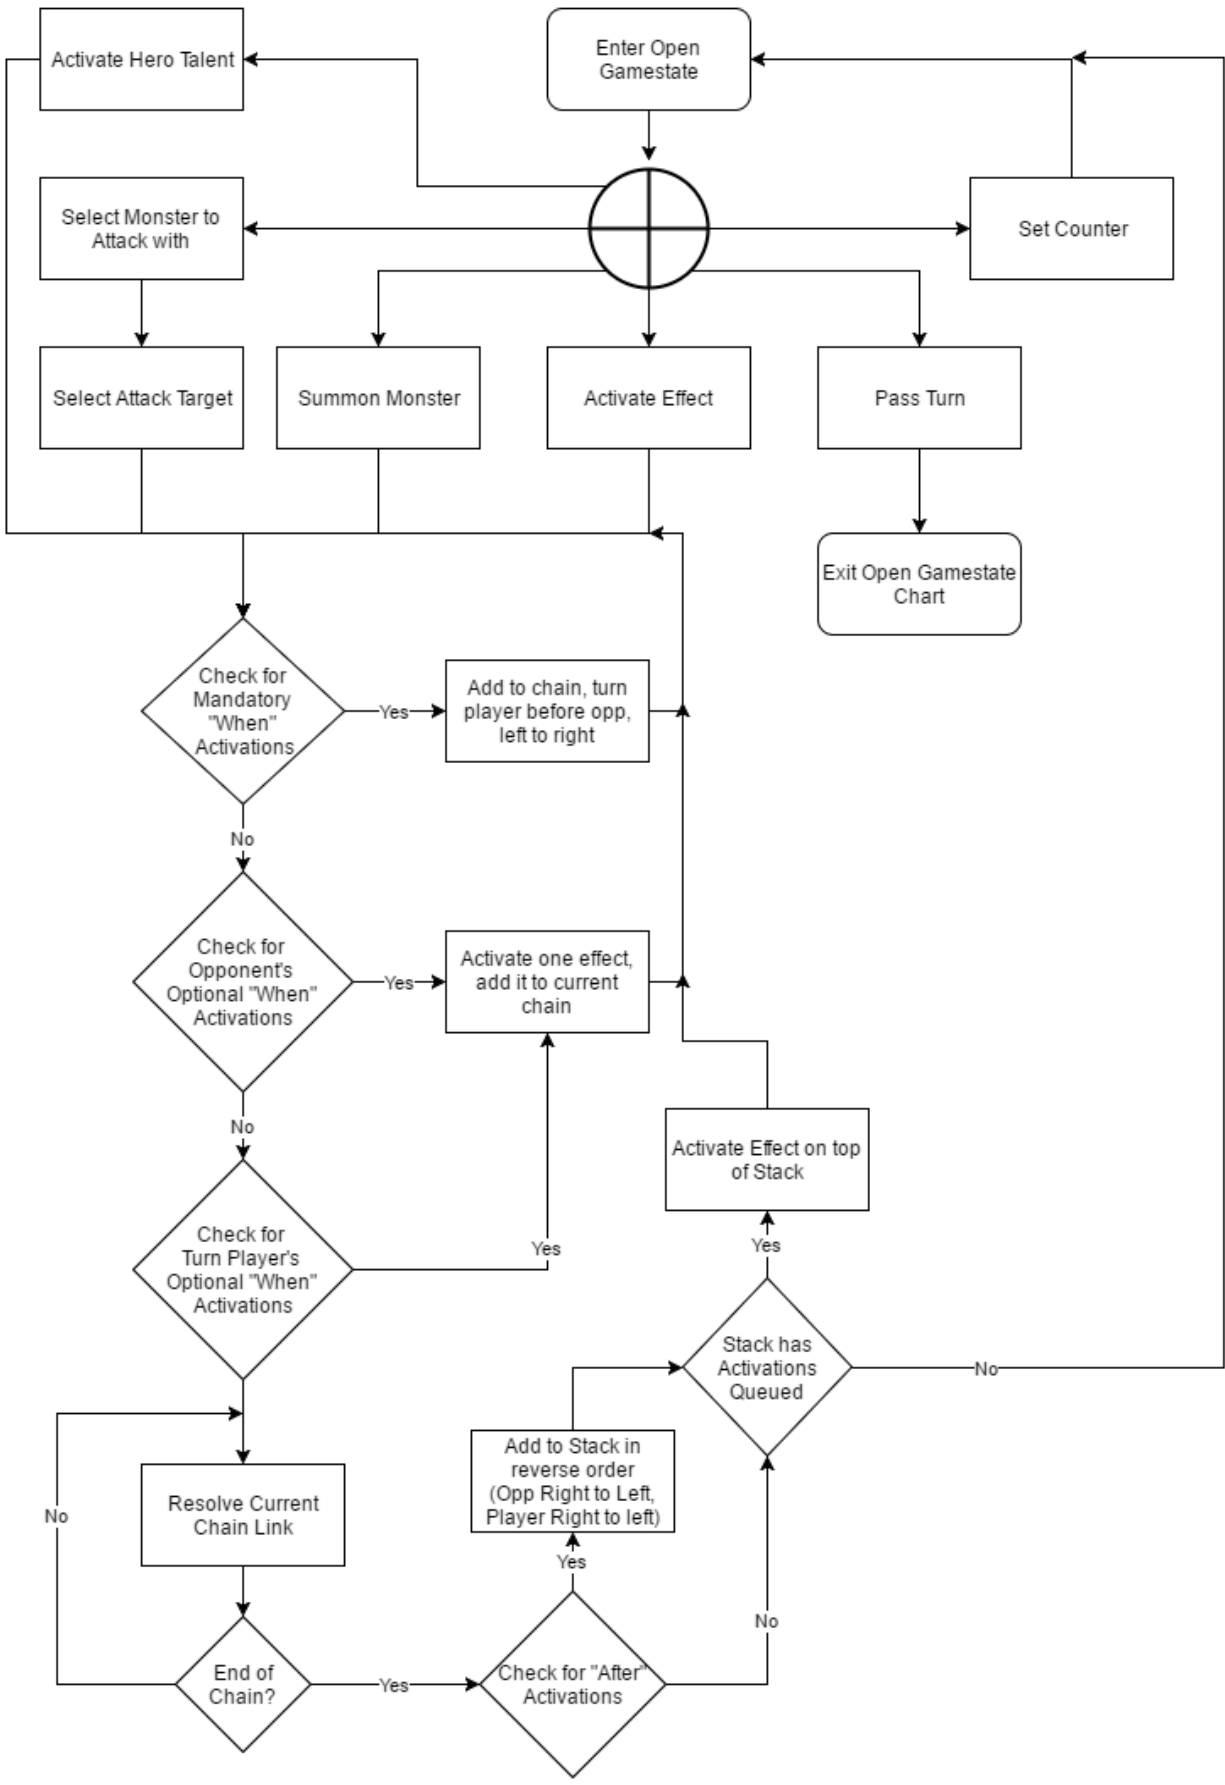 Activate Hero Talent
Enter Open
Gamestate
Select Monster to
Attack with
Set Counter
Select Attack Target
Summon Monster
Activate Effect
Pass Turn
Exit Open Gamestate
Chart
Check for
Mandatory
"When"
Activations
Yes
Add to chain, turn
player before opp,
left to right
No
Check for
Opponent's
Optional "When"
Activations
Yes
Activate one effect,
add it to current
chain
No
Activate Effect on top
of Stack
Check for
Turn Player's
Optional "When"
Activations
Yes
Yes
Stack has
Activations
Queued
No
Add to Stack in
reverse order
(Opp Right to Left,
Player Right to left)
Resolve Current
Chain Link
No
Yes
No
End of
Chain?
Yes
Check for "After"
Activations